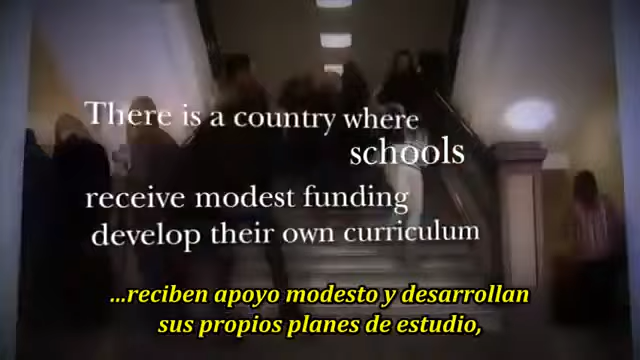 There is a country where
schools
receive modest funding
develop their own curriculum
...reciben apoyo modesto y desarrollan
sus propios planes de estudio,